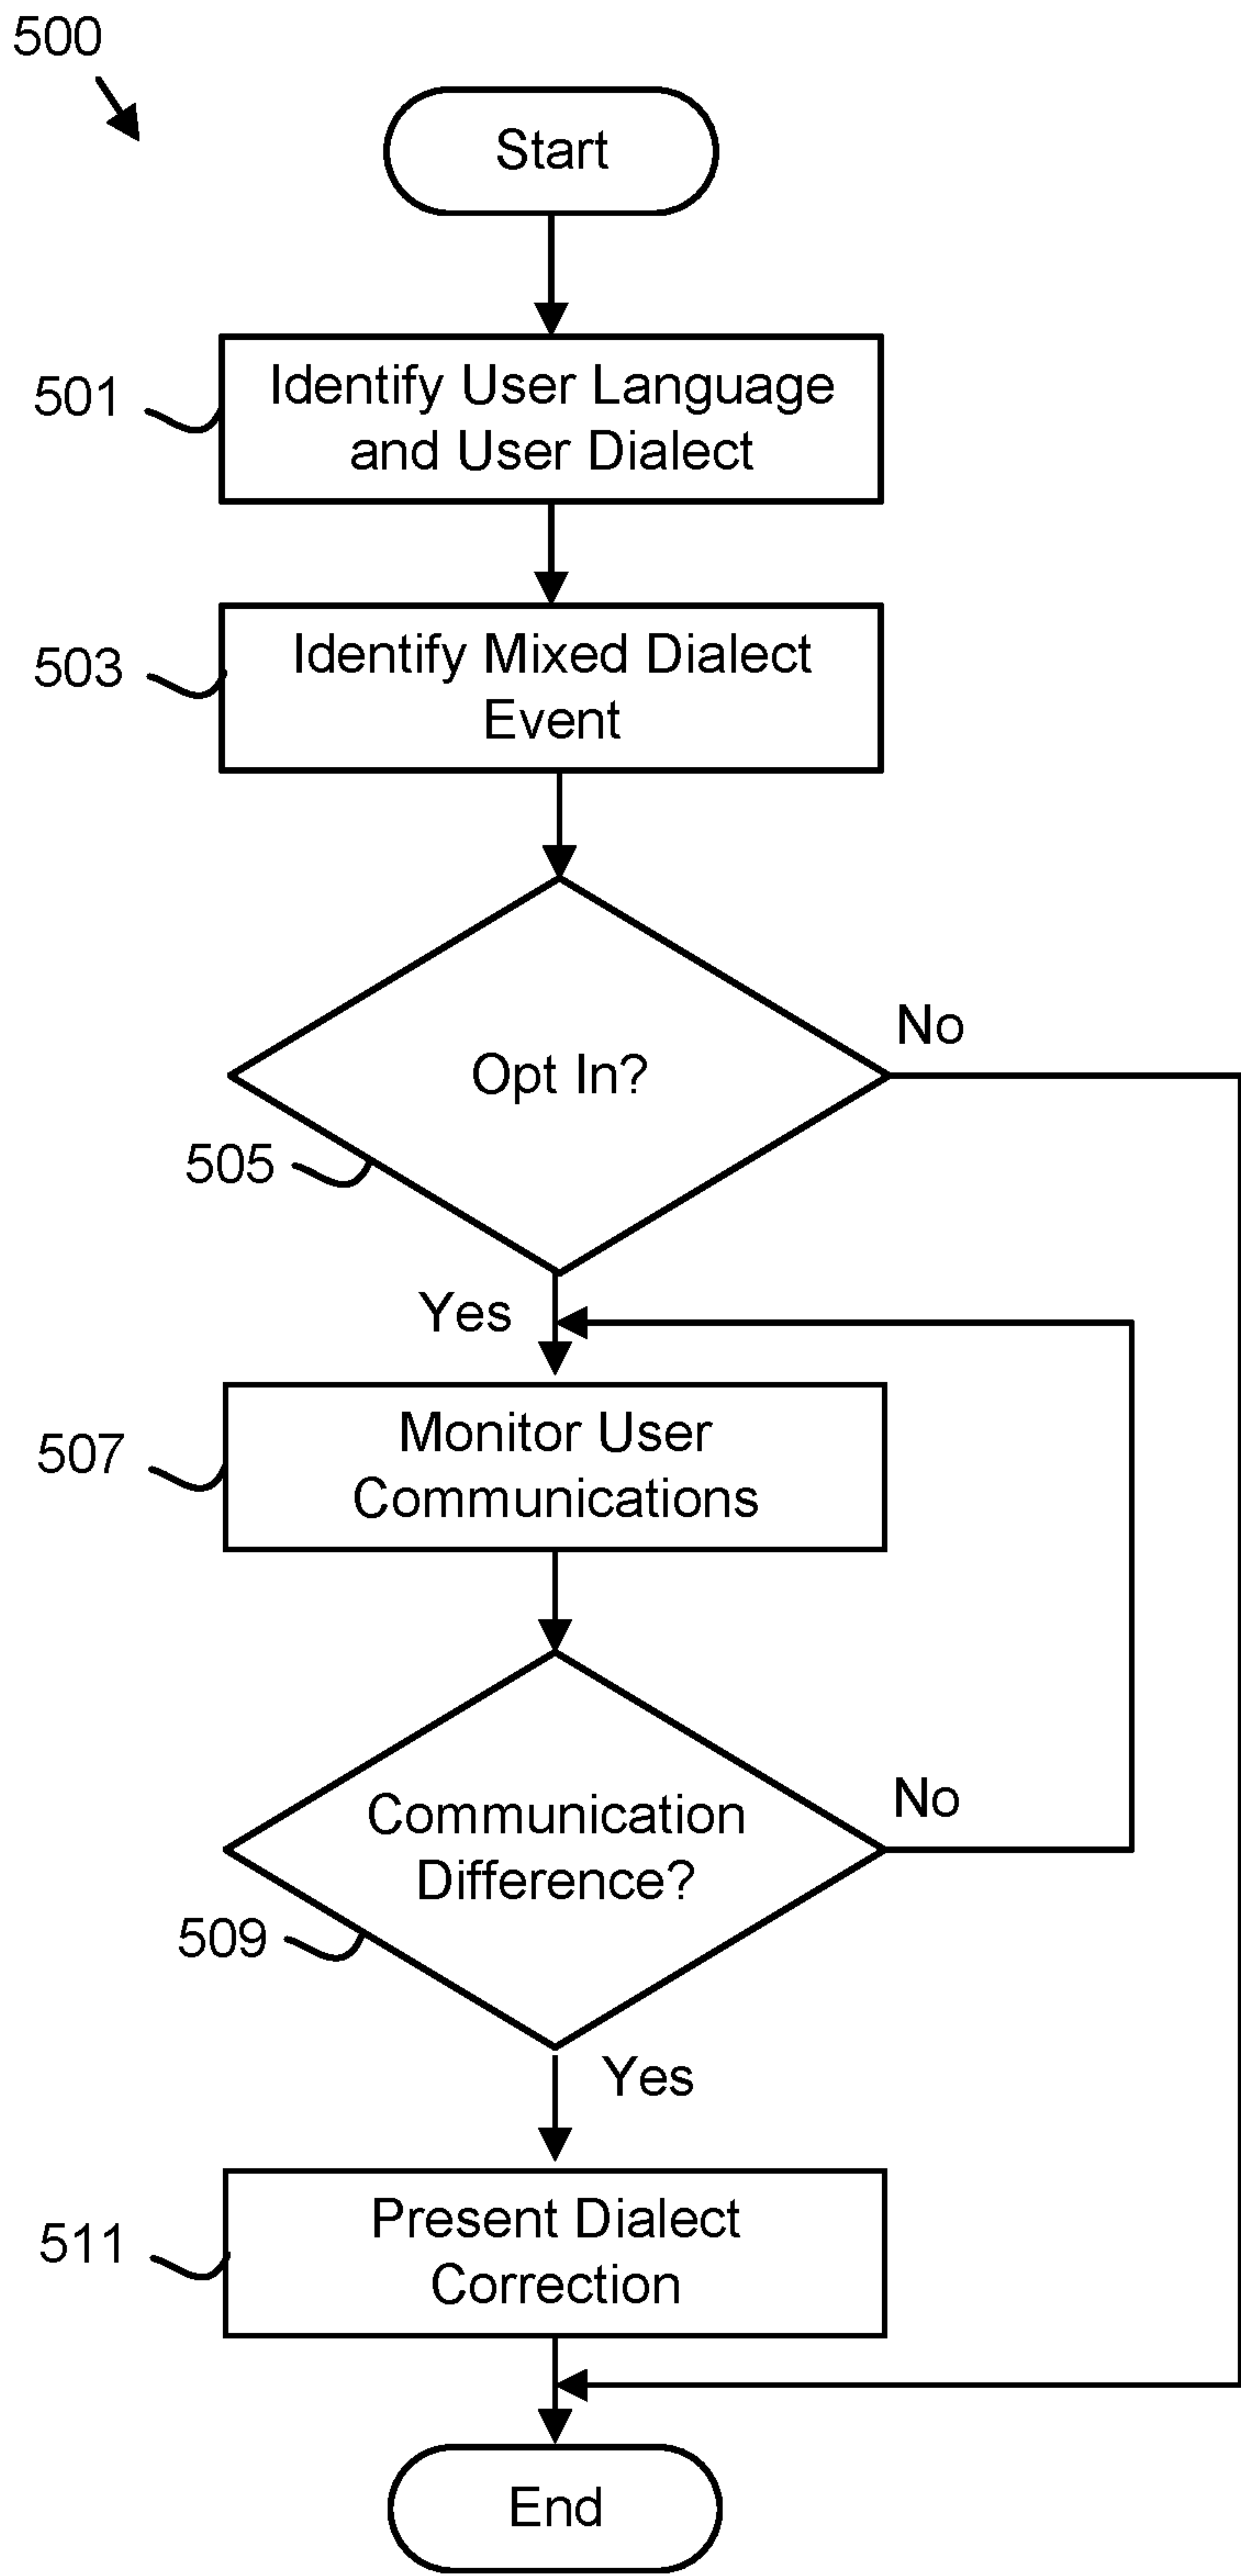 500
Start
501
Identify User Language
and User Dialect
503
Identify Mixed Dialect
Event
Opt In?
No
505
Yes
507
Monitor User
Communications
Communication
Difference?
No
509
Yes
511
Present Dialect
Correction
End